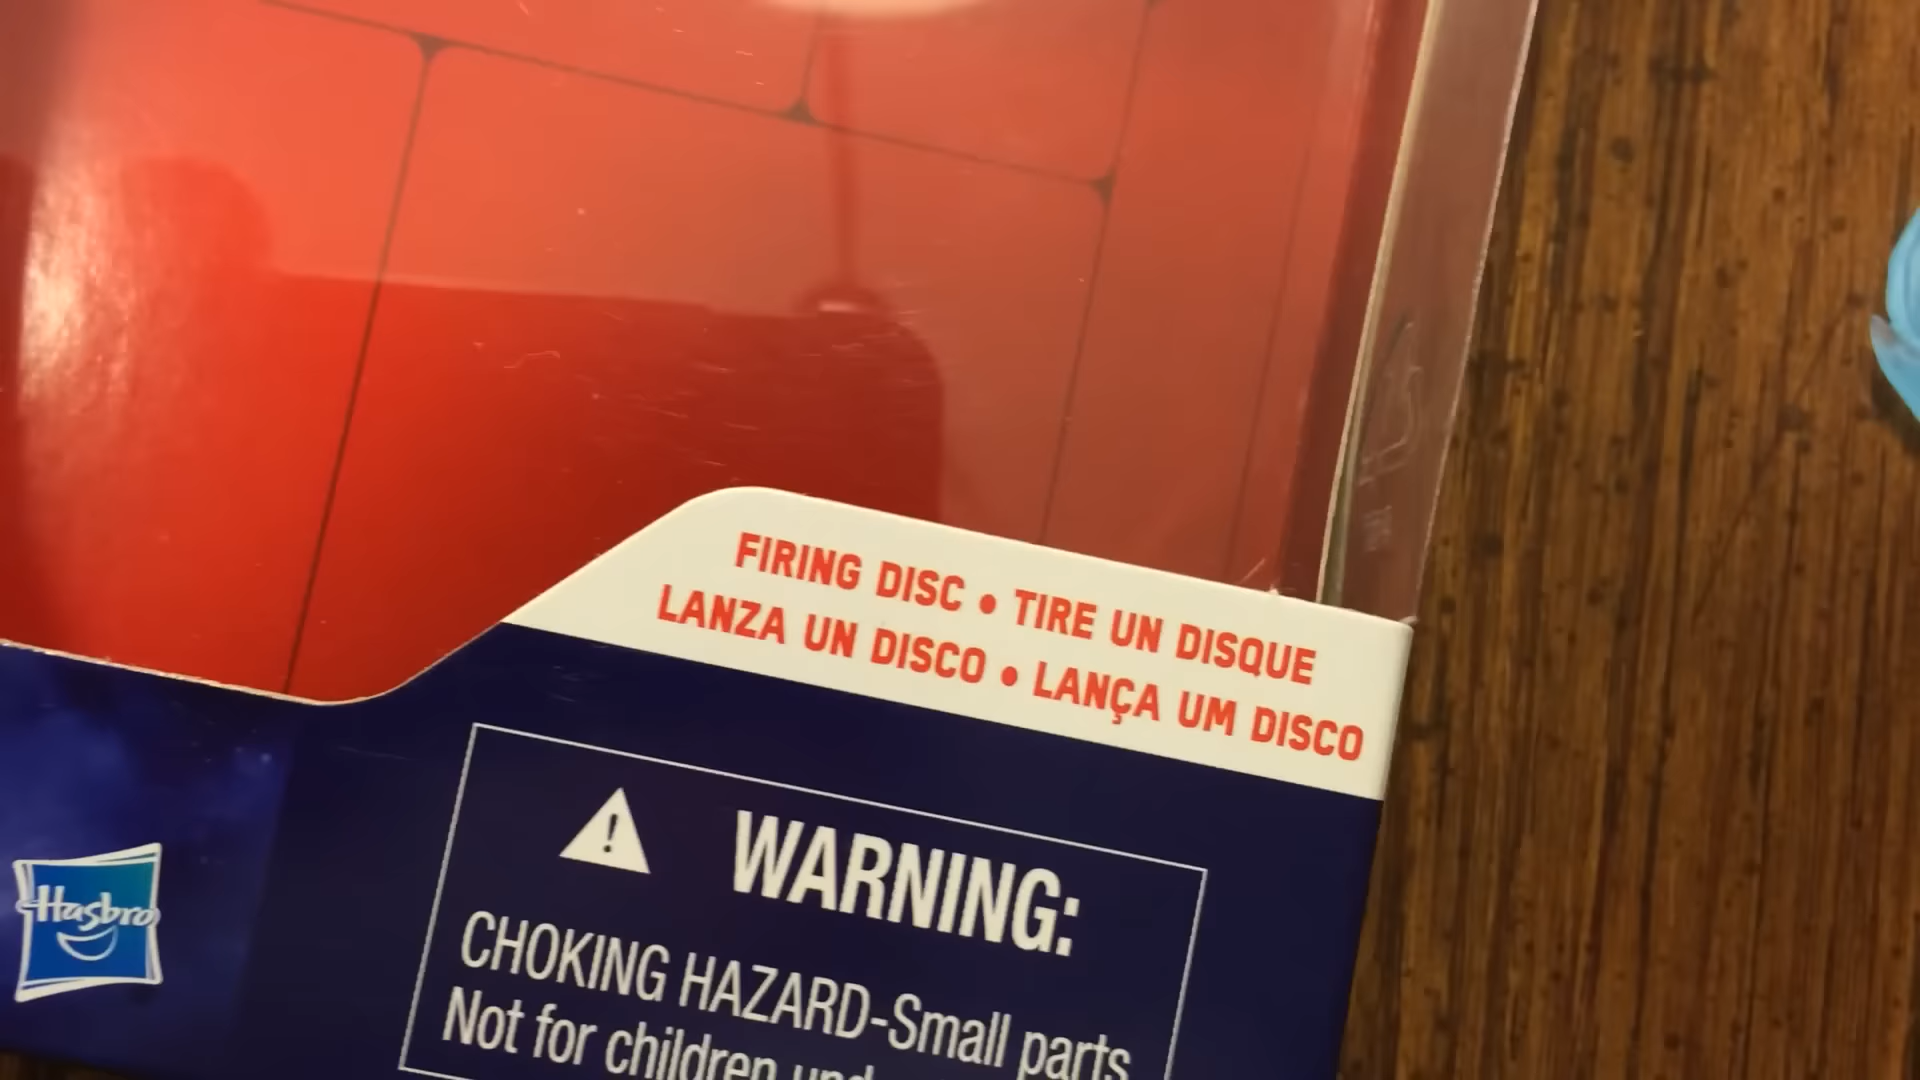 FIRING DISC • TIRE UN DISQUE
LANZA UN DISCO • LANÇA UM DISCO
WARNING:
CHOKING HAZARD-Small parts
Not for children
Hasbro